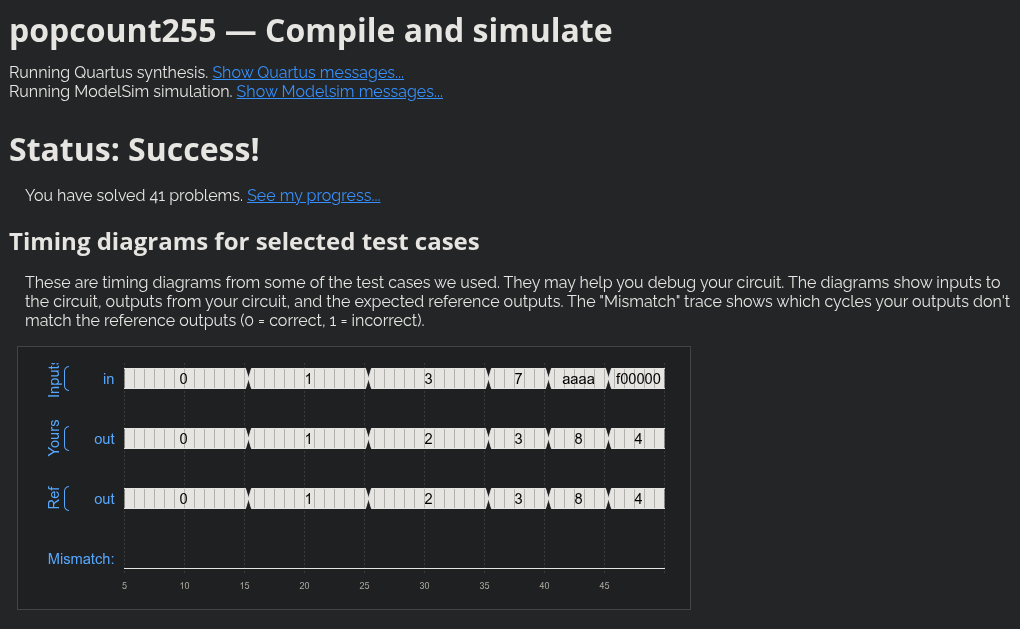 popcount255 — Compile and simulate
Running Quartus synthesis. Show Quartus messages...
Running ModelSim simulation. Show Modelsim messages...
Status: Success!
You have solved 41 problems. See my progress...
Timing diagrams for selected test cases
These are timing diagrams from some of the test cases we used. They may help you debug your circuit. The diagrams show inputs to
the circuit, outputs from your circuit, and the expected reference outputs. The "Mismatch" trace shows which cycles your outputs don't
match the reference outputs (0 = correct, 1 = incorrect).
Inputs in 0 1 3 7 aaaa f00000
Yours out 0 1 2 3 8 4
Ref out 0 1 2 3 8 4
Mismatch:
5 10 15 20 25 30 35 40 45